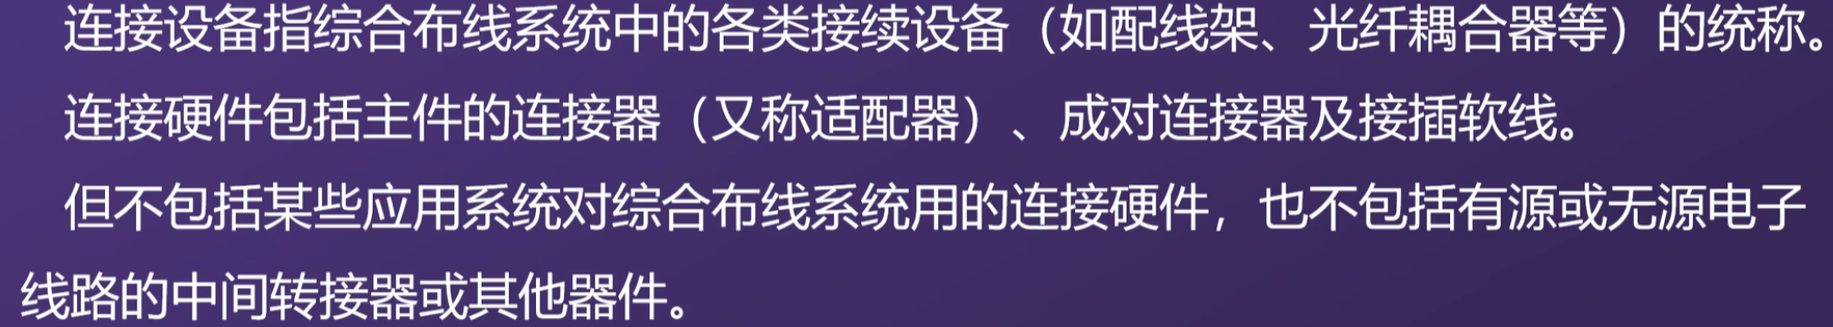 连接设备指综合布线系统中的各类接续设备（如配线架、光纤耦合器等）的统称。
连接硬件包括主件的连接器（又称适配器）、成对连接器及接插软线。
但不包括某些应用系统对综合布线系统用的连接硬件，也不包括有源或无源电子
线路的中间转接器或其他器件。